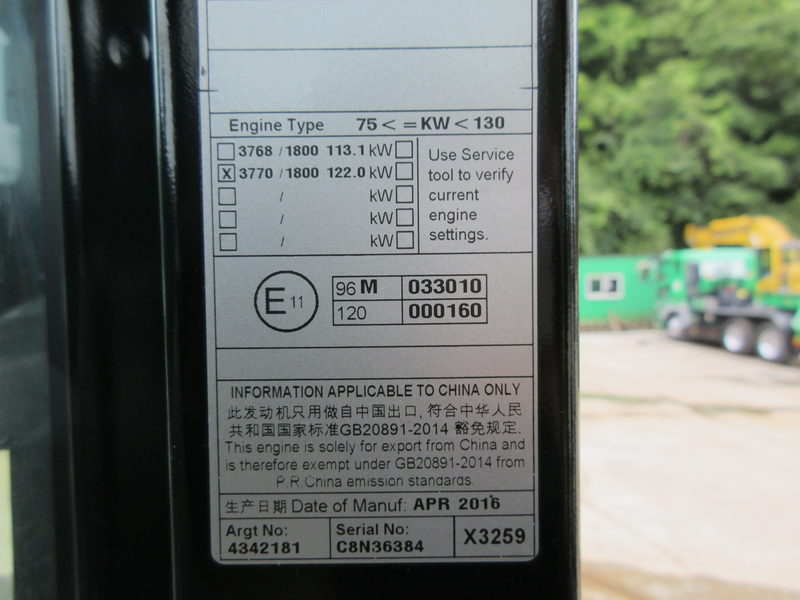 Engine Type 75 < = KW < 130
3768 / 1800 113.1 kW
X 3770 / 1800 122.0 kW
/ kW
/ kW
/ kW
Use Service
tool to verify
current
engine
settings.
E 11
96 M 033010
120 000160
INFORMATION APPLICABLE TO CHINA ONLY
此发动机只用做自中国出口, 符合中华人民
共和国国家标准GB20891-2014 豁免规定.
This engine is solely for export from China and
is therefore exempt under GB20891-2014 from
P.R.China emission standards.
生产日期 Date of Manuf: APR 2016
Argt No:
4342181
Serial No:
C8N36384
X3259